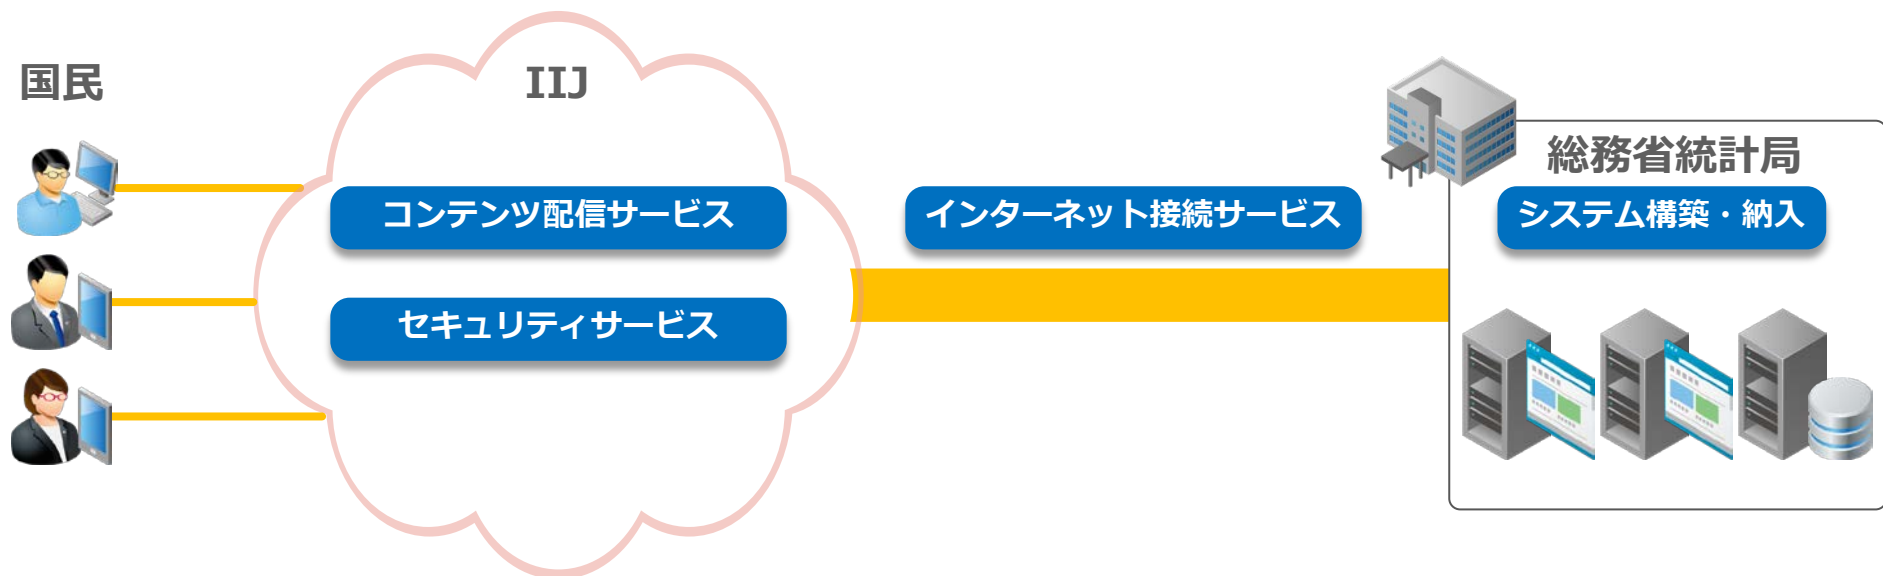 国民
IIJ
総務省統計局
コンテンツ配信サービス
インターネット接続サービス
システム構築・納入
セキュリティサービス